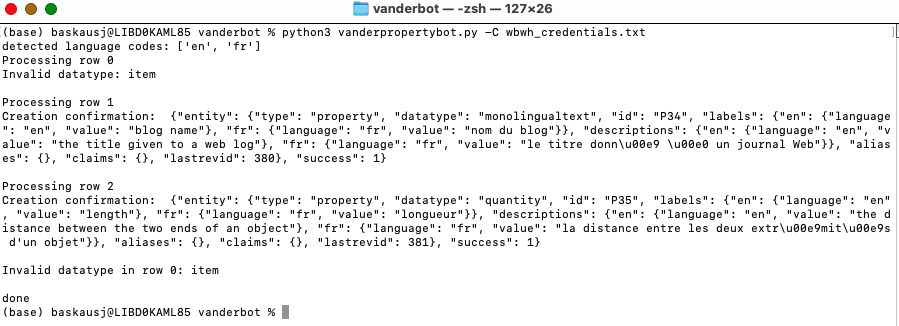 vanderbot — -zsh — 127×26
(base) baskausj@LIBD0KAML85 vanderbot % python3 vanderpropertybot.py -C wbwh_credentials.txt
detected language codes: ['en', 'fr']
Processing row 0
Invalid datatype: item
Processing row 1
Creation confirmation:  {"entity": {"type": "property", "datatype": "monolingualtext", "id": "P34", "labels": {"en": {"language
": "en", "value": "blog name"}, "fr": {"language": "fr", "value": "nom du blog"}}, "descriptions": {"en": {"language": "en", "v
alue": "the title given to a web log"}, "fr": {"language": "fr", "value": "le titre donn\u00e9 \u00e0 un journal Web"}}, "alias
es": {}, "claims": {}, "lastrevid": 380}, "success": 1}
Processing row 2
Creation confirmation:  {"entity": {"type": "property", "datatype": "quantity", "id": "P35", "labels": {"en": {"language": "en"
, "value": "length"}, "fr": {"language": "fr", "value": "longueur"}}, "descriptions": {"en": {"language": "en", "value": "the d
istance between the two ends of an object"}, "fr": {"language": "fr", "value": "la distance entre les deux extr\u00e9mit\u00e9s
 d'un objet"}}, "aliases": {}, "claims": {}, "lastrevid": 381}, "success": 1}
Invalid datatype in row 0: item
done
(base) baskausj@LIBD0KAML85 vanderbot %